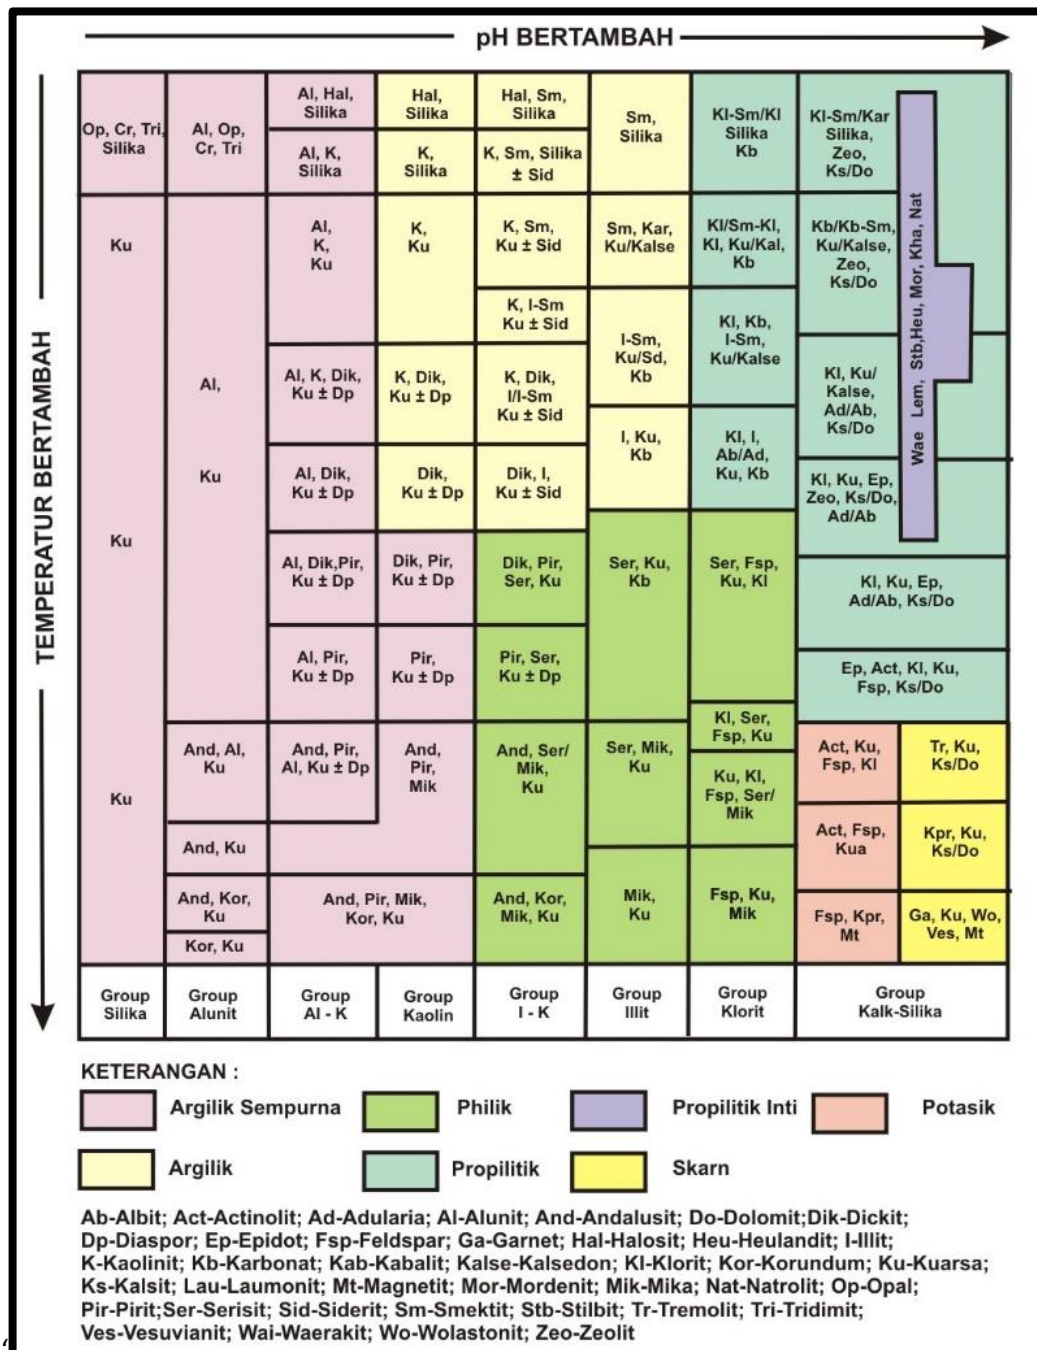 pH BERTAMBAH
TEMPERATUR BERTAMBAH
Op, Cr, Tri,
Silika
Ku
Ku
Ku
Group
Silika
Al, Op,
Cr, Tri
Al,
Ku
And, Al,
Ku
And, Ku
And, Kor,
Ku
Kor, Ku
Group
Alunit
Al, Hal,
Silika
Al, K,
Silika
Al,
K,
Ku
Al, K, Dik,
Ku ± Dp
Al, Dik,
Ku ± Dp
Al, Dik,Pir,
Ku ± Dp
Al, Pir,
Ku ± Dp
And, Pir,
Al, Ku ± Dp
And, Pir, Mik,
Kor, Ku
Group
Al - K
Hal,
Silika
K,
Silika
K,
Ku
K, Dik,
Ku ± Dp
Dik,
Ku ± Dp
Dik, Pir,
Ku ± Dp
Pir,
Ku ± Dp
And,
Pir,
Mik
Group
Kaolin
Hal, Sm,
Silika
K, Sm, Silika
± Sid
K, Sm,
Ku ± Sid
K, I-Sm
Ku ± Sid
K, Dik,
I/I-Sm
Ku ± Sid
Dik, I,
Ku ± Sid
Dik, Pir,
Ser, Ku
Pir, Ser,
Ku ± Dp
And, Ser/
Mik,
Ku
And, Kor,
Mik, Ku
Group
I - K
Sm,
Silika
Sm, Kar,
Ku/Kalse
I-Sm,
Ku/Sd,
Kb
I, Ku,
Kb
Ser, Ku,
Kb
Ser, Mik,
Ku
Mik,
Ku
Group
Illit
Kl-Sm/Kl
Silika
Kb
Kl/Sm-Kl,
Kl, Ku/Kal,
Kb
Kl, Kb,
I-Sm,
Ku/Kalse
Kl, I,
Ab/Ad,
Ku, Kb
Ser, Fsp,
Ku, Kl
Kl, Ser,
Fsp, Ku
Ku, Kl,
Fsp, Ser/
Mik
Fsp, Ku,
Mik
Group
Klorit
Kl-Sm/Kar
Silika,
Zeo,
Ks/Do
Kb/Kb-Sm,
Ku/Kalse,
Zeo,
Ks/Do
Kl, Ku/
Kalse,
Ad/Ab,
Ks/Do
Kl, Ku, Ep,
Zeo, Ks/Do,
Ad/Ab
Wae Lem, Stb,Heu, Mor, Kha, Nat
Kl, Ku, Ep,
Ad/Ab, Ks/Do
Ep, Act, Kl, Ku,
Fsp, Ks/Do
Act, Ku,
Fsp, Kl
Act, Fsp,
Kua
Fsp, Kpr,
Mt
Tr, Ku,
Ks/Do
Kpr, Ku,
Ks/Do
Ga, Ku, Wo,
Ves, Mt
Group
Kalk-Silika
KETERANGAN :
Argilik Sempurna
Philik
Propilitik Inti
Potasik
Argilik
Propilitik
Skarn
Ab-Albit; Act-Actinolit; Ad-Adularia; Al-Alunit; And-Andalusit; Do-Dolomit;Dik-Dickit;
Dp-Diaspor; Ep-Epidot; Fsp-Feldspar; Ga-Garnet; Hal-Halosit; Heu-Heulandit; I-Illit;
K-Kaolinit; Kb-Karbonat; Kab-Kabalit; Kalse-Kalsedon; Kl-Klorit; Kor-Korundum; Ku-Kuarsa;
Ks-Kalsit; Lau-Laumonit; Mt-Magnetit; Mor-Mordenit; Mik-Mika; Nat-Natrolit; Op-Opal;
Pir-Pirit;Ser-Serisit; Sid-Siderit; Sm-Smektit; Stb-Stilbit; Tr-Tremolit; Tri-Tridimit;
Ves-Vesuvianit; Wai-Waerakit; Wo-Wolastonit; Zeo-Zeolit